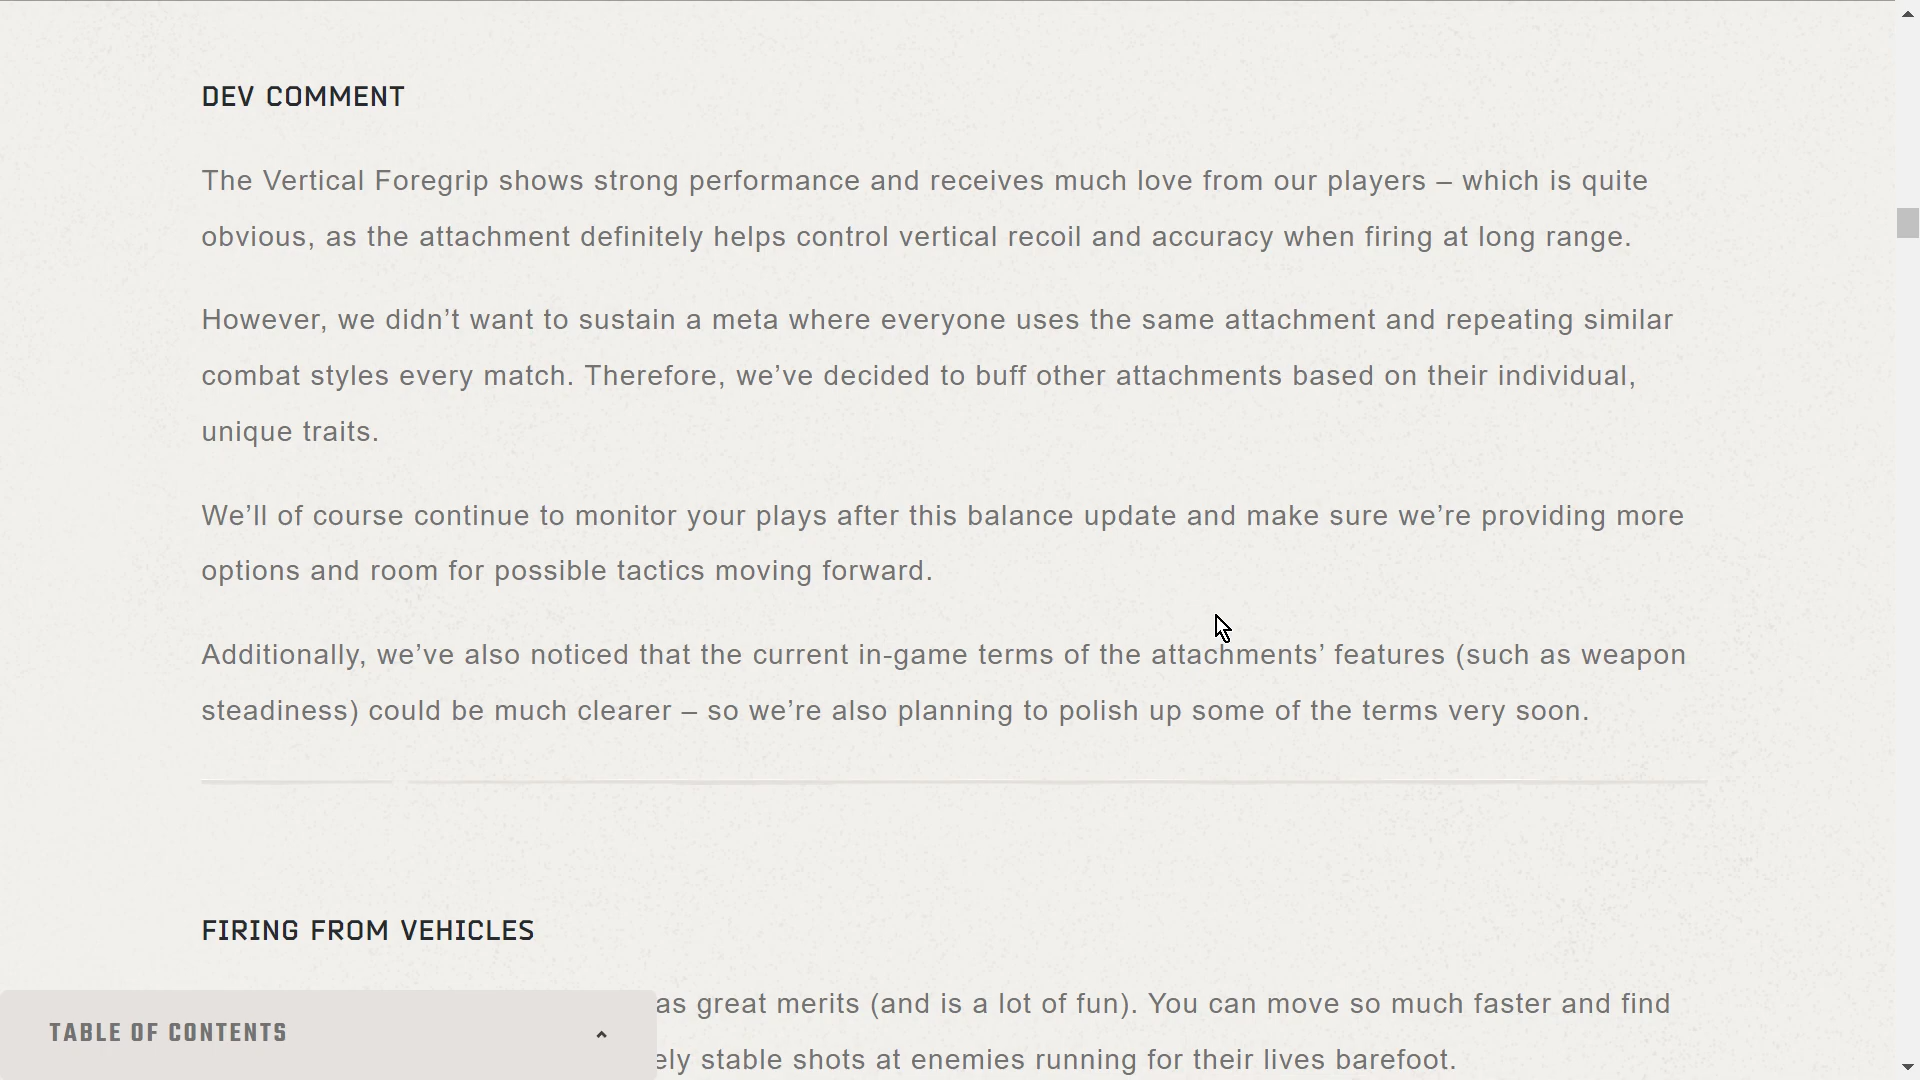 DEV COMMENT
The Vertical Foregrip shows strong performance and receives much love from our players – which is quite
obvious, as the attachment definitely helps control vertical recoil and accuracy when firing at long range.
However, we didn’t want to sustain a meta where everyone uses the same attachment and repeating similar
combat styles every match. Therefore, we’ve decided to buff other attachments based on their individual,
unique traits.
We’ll of course continue to monitor your plays after this balance update and make sure we’re providing more
options and room for possible tactics moving forward.
Additionally, we’ve also noticed that the current in-game terms of the attachments’ features (such as weapon
steadiness) could be much clearer – so we’re also planning to polish up some of the terms very soon.
FIRING FROM VEHICLES
as great merits (and is a lot of fun). You can move so much faster and find
ely stable shots at enemies running for their lives barefoot.
TABLE OF CONTENTS